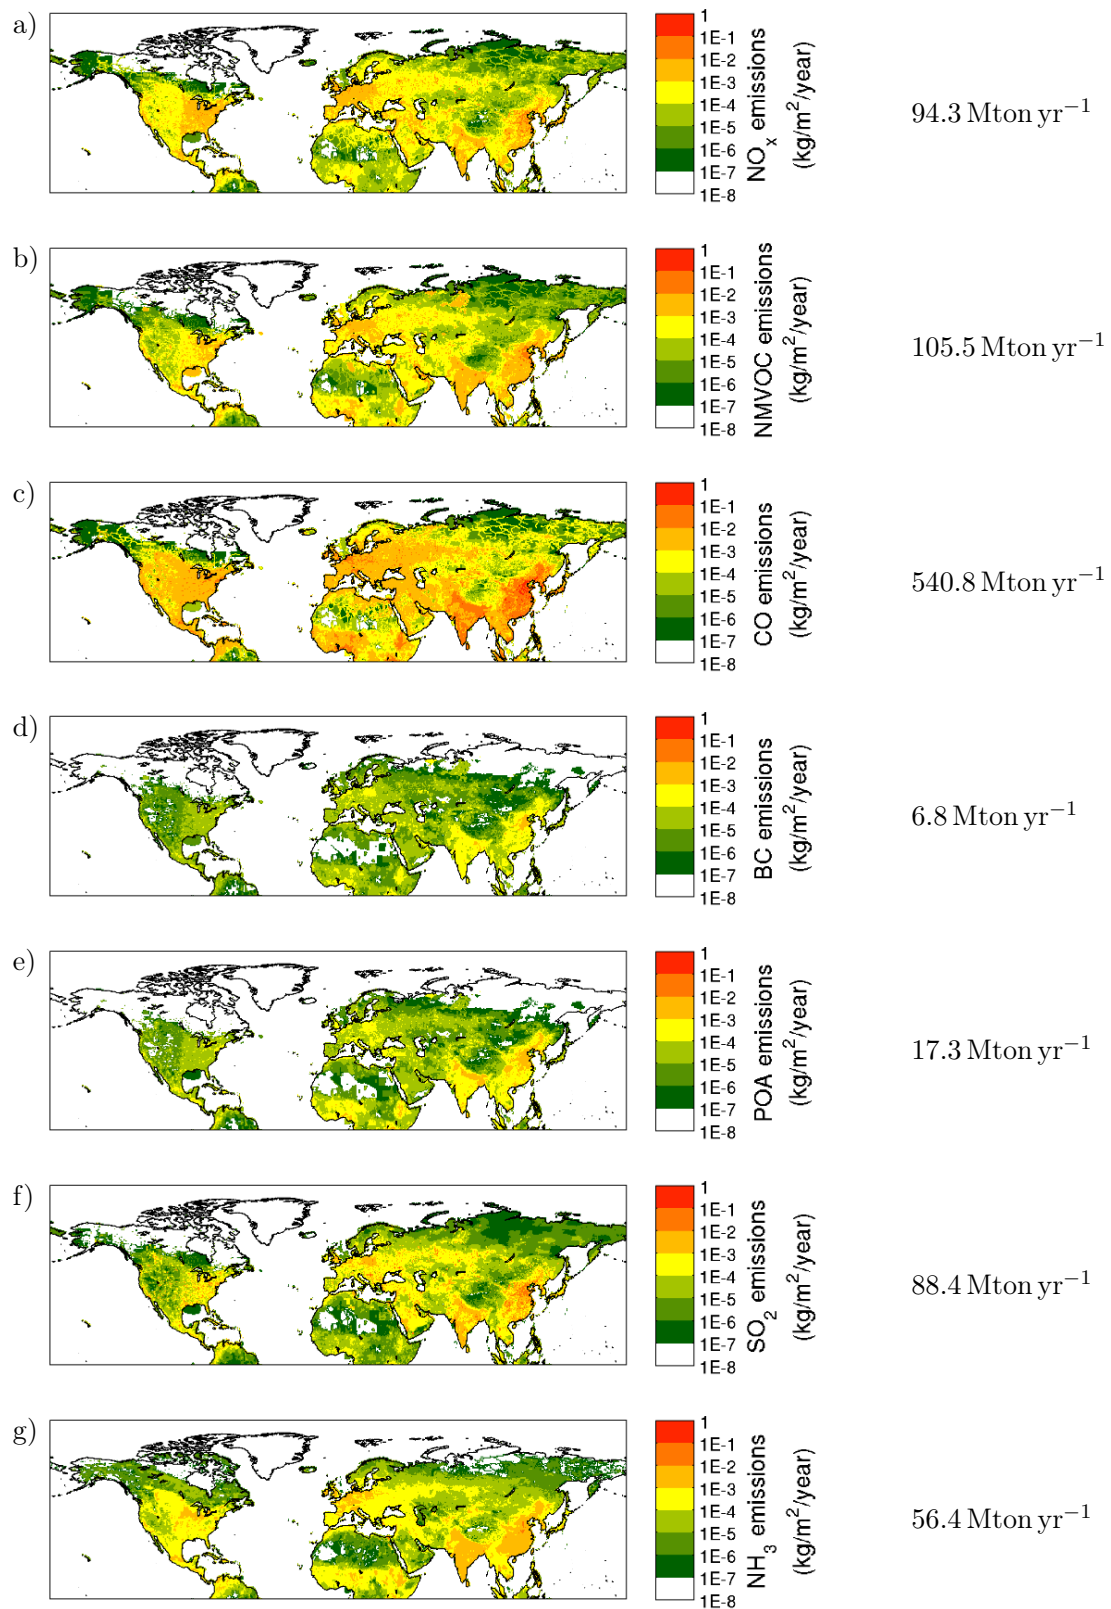 a)
1
1E-1
1E-2
1E-3
1E-4
1E-5
1E-6
1E-7
1E-8
NOx emissions
(kg/m²/year)
94.3 Mton yr⁻¹
b)
1
1E-1
1E-2
1E-3
1E-4
1E-5
1E-6
1E-7
1E-8
NMVOC emissions
(kg/m²/year)
105.5 Mton yr⁻¹
c)
1
1E-1
1E-2
1E-3
1E-4
1E-5
1E-6
1E-7
1E-8
CO emissions
(kg/m²/year)
540.8 Mton yr⁻¹
d)
1
1E-1
1E-2
1E-3
1E-4
1E-5
1E-6
1E-7
1E-8
BC emissions
(kg/m²/year)
6.8 Mton yr⁻¹
e)
1
1E-1
1E-2
1E-3
1E-4
1E-5
1E-6
1E-7
1E-8
POA emissions
(kg/m²/year)
17.3 Mton yr⁻¹
f)
1
1E-1
1E-2
1E-3
1E-4
1E-5
1E-6
1E-7
1E-8
SO₂ emissions
(kg/m²/year)
88.4 Mton yr⁻¹
g)
1
1E-1
1E-2
1E-3
1E-4
1E-5
1E-6
1E-7
1E-8
NH₃ emissions
(kg/m²/year)
56.4 Mton yr⁻¹